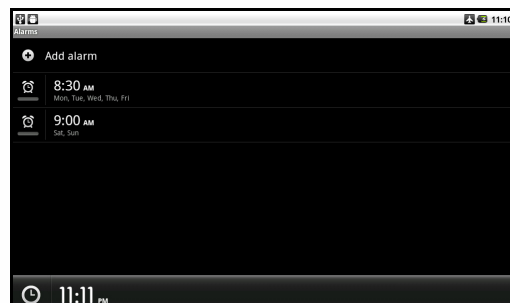 11:10
Alarms
Add alarm
8:30 AM
Mon, Tue, Wed, Thu, Fri
9:00 AM
Sat, Sun
11:11 PM